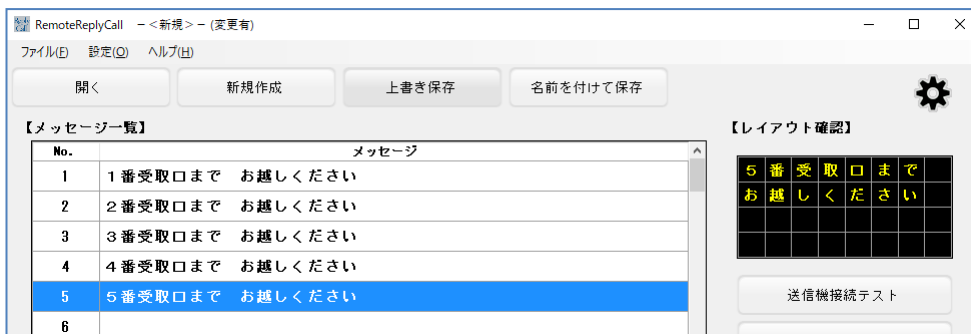 RemoteReplyCall －＜新規＞－(変更有)
ファイル(F) 設定(O) ヘルプ(H)
開く 新規作成 上書き保存 名前を付けて保存
【メッセージ一覧】
No. メッセージ
1 １番受取口まで　お越しください
2 ２番受取口まで　お越しください
3 ３番受取口まで　お越しください
4 ４番受取口まで　お越しください
5 ５番受取口まで　お越しください
6
【レイアウト確認】
５番受取口まで
お越しください
送信機接続テスト